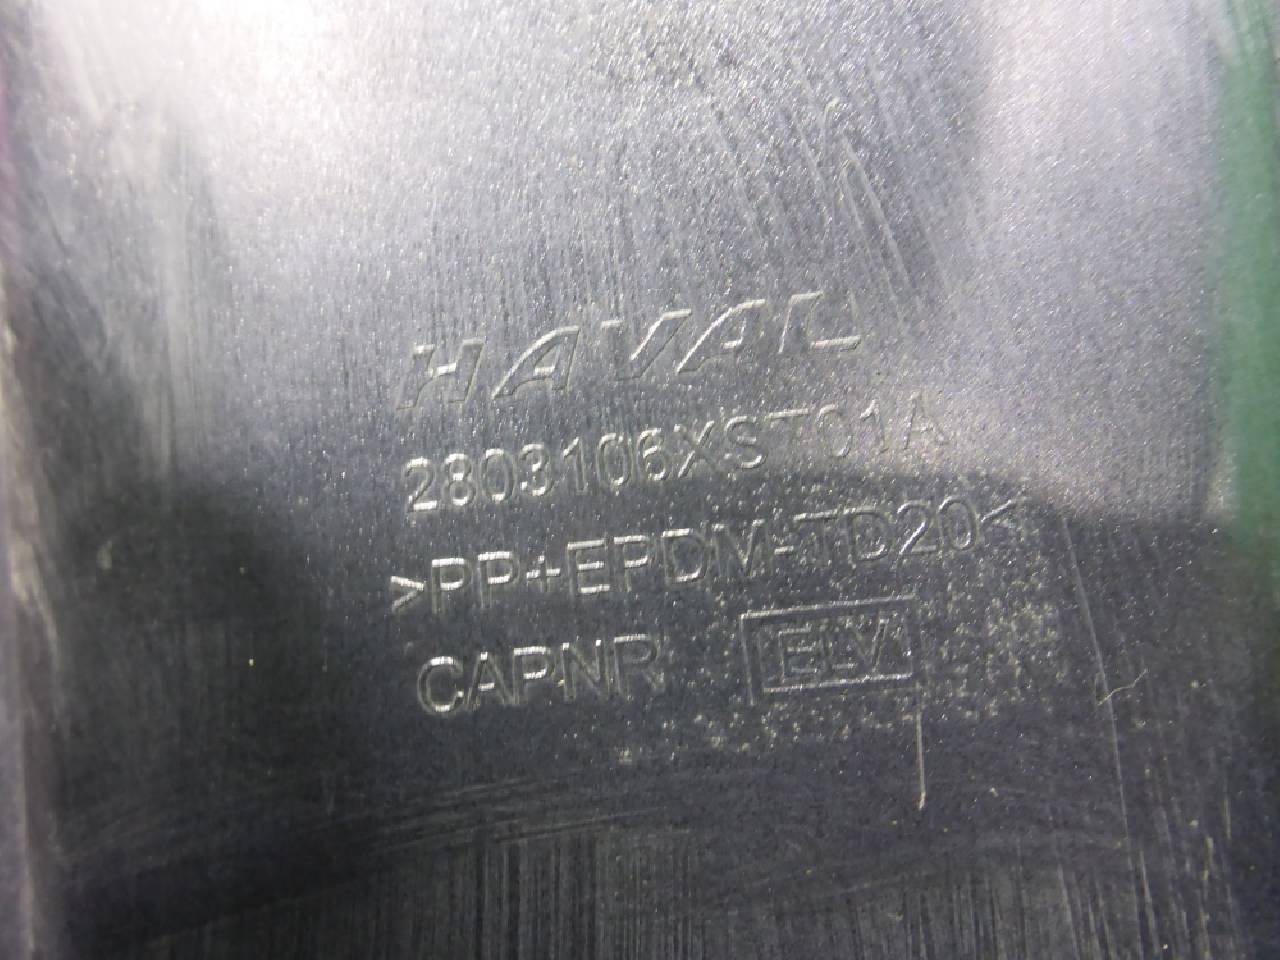 HAVAL
2803106XST01A
>PP+EPDM-TD20<
CAPNR ELV